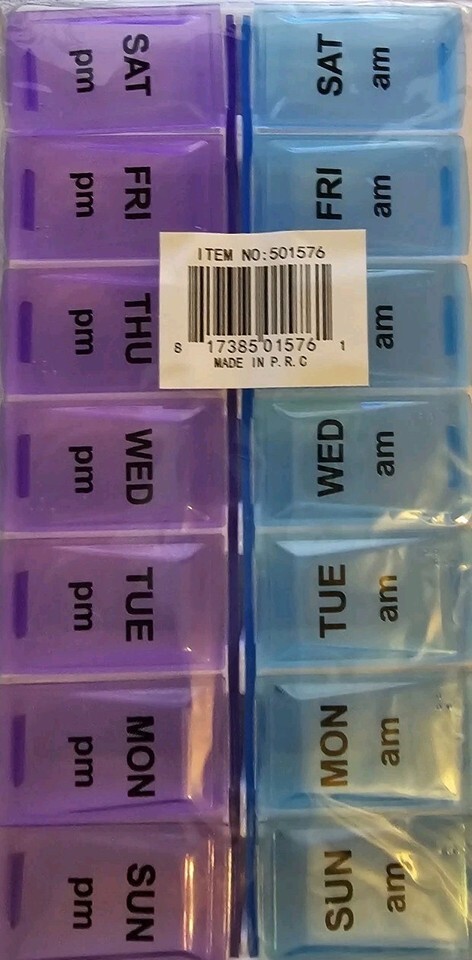 SAT
pm
SAT
am
FRI
pm
FRI
am
ITEM NO:501576
8 17385 01576 1
MADE IN P.R.C
THU
pm
am
WED
pm
WED
am
TUE
pm
TUE
am
MON
pm
MON
am
SUN
pm
SUN
am